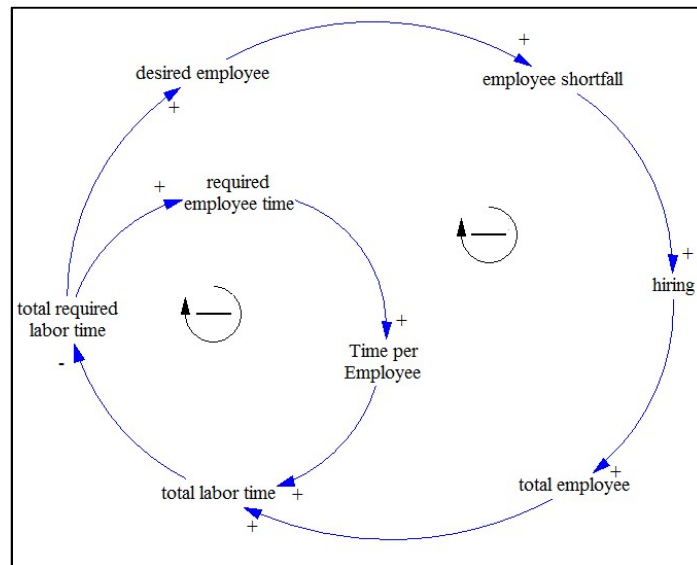 desired employee
+
+
employee shortfall
+
required
employee time
+
hiring
total required
labor time
-
+
Time per
Employee
total labor time
+
+
total employee
+